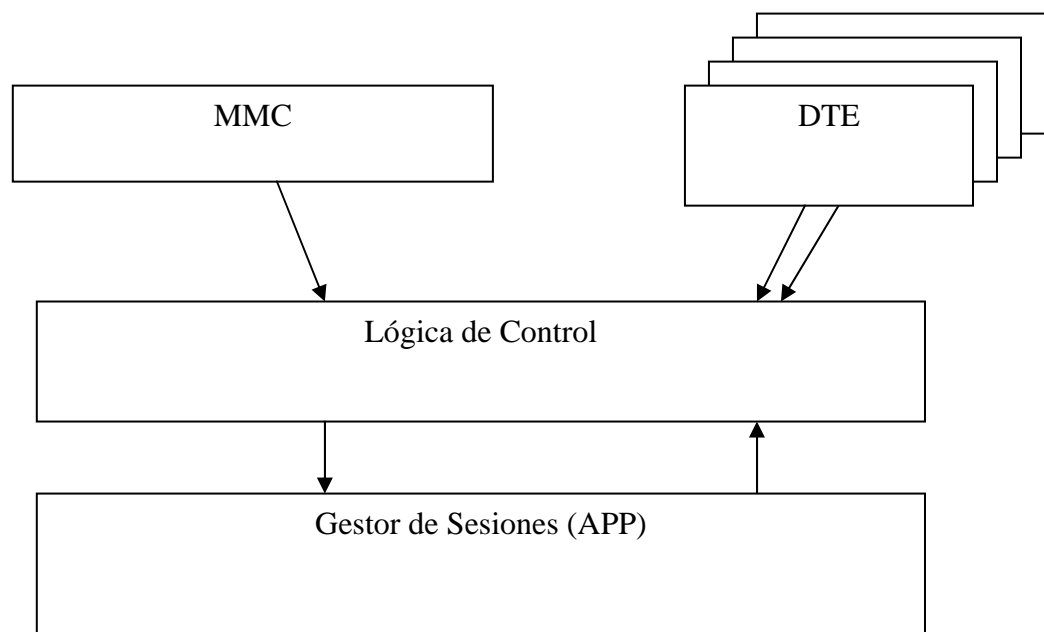 MMC
DTE
Lógica de Control
Gestor de Sesiones (APP)